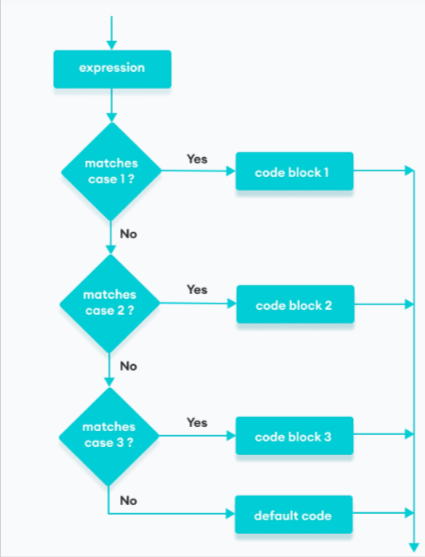 expression
matches
case 1 ?
Yes
code block 1
No
matches
case 2 ?
Yes
code block 2
No
matches
case 3 ?
Yes
code block 3
No
default code